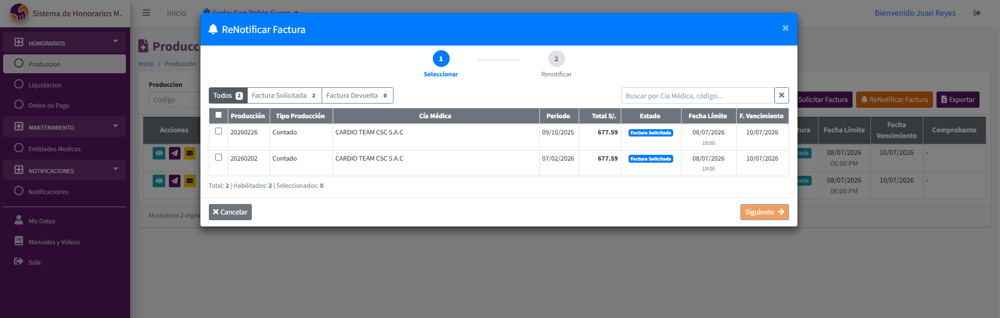 Sistema de Honorarios M.
Inicio
Sede: San Pablo Surco
Bienvenido Juan Reyes
HONORARIOS
Produccion
Liquidacion
Orden de Pago
MANTENIMIENTO
Entidades Medicas
NOTIFICACIONES
Notificaciones
Mis Datos
Manuales y Videos
Salir
Producc
Inicio / Producción
Produccion
Codigo
Solicitar Factura
ReNotificar Factura
Exportar
Acciones
tura
Fecha Límite
Fecha Vencimiento
Comprobante
tada 08/07/2026 10/07/2026 -
06:00 PM
tada 08/07/2026 10/07/2026 -
06:00 PM
Mostrando 2 regist
ReNotificar Factura
×
1 2
Seleccionar Renotificar
Todos 2 Factura Solicitada 2 Factura Devuelta 0
Buscar por Cía Médica, código...
Producción Tipo Producción Cía Médica Periodo Total S/. Estado Fecha Límite F. Vencimiento
20260226 Contado CARDIO TEAM CSC S.A.C 09/10/2025 677.59 Factura Solicitada 08/07/2026 10/07/2026
18:00
20260202 Contado CARDIO TEAM CSC S.A.C 07/02/2026 677.59 Factura Solicitada 08/07/2026 10/07/2026
18:00
Total: 2 | Habilitados: 2 | Seleccionados: 0
Cancelar
Siguiente